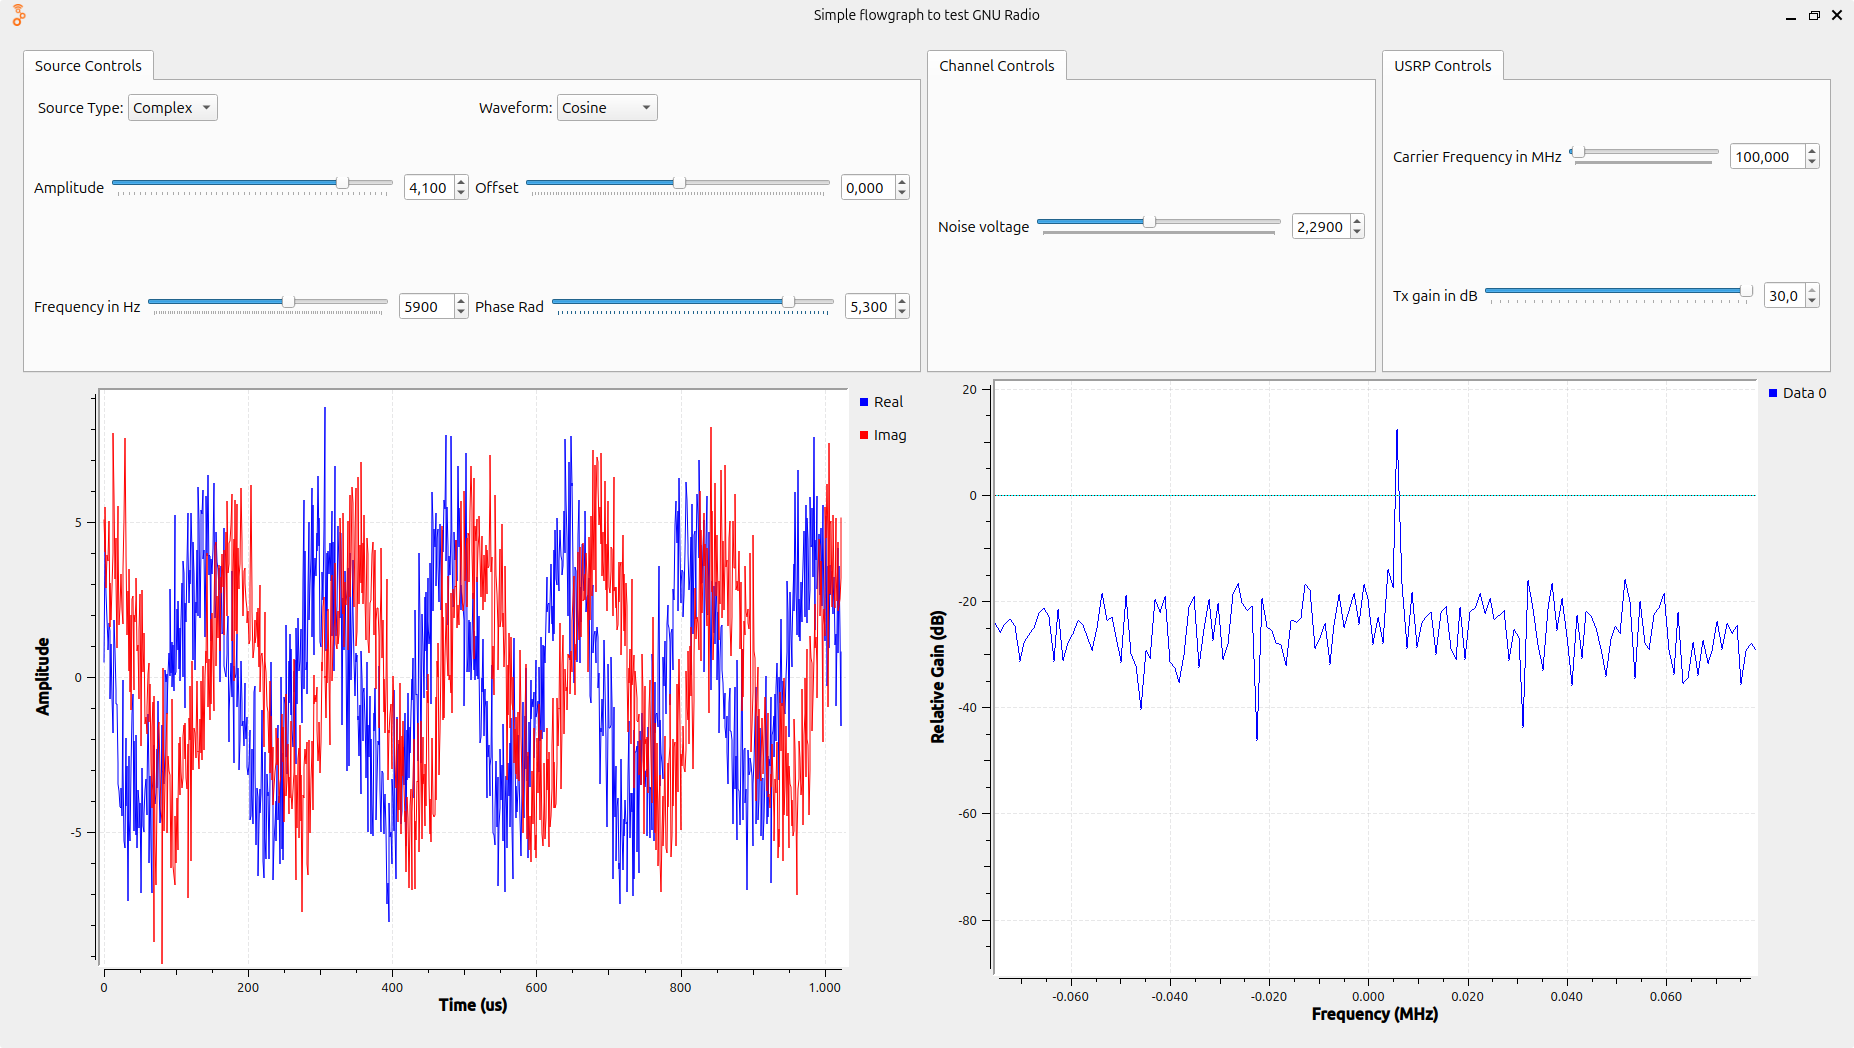 Simple flowgraph to test GNU Radio
Source Controls
Source Type: Complex
Waveform: Cosine
Amplitude 4,100
Offset 0,000
Frequency in Hz 5900
Phase Rad 5,300
Channel Controls
Noise voltage 2,2900
USRP Controls
Carrier Frequency in MHz 100,000
Tx gain in dB 30,0
Amplitude
5
0
-5
0 200 400 600 800 1.000
Time (us)
Real
Imag
Relative Gain (dB)
20
0
-20
-40
-60
-80
-0.060 -0.040 -0.020 0.000 0.020 0.040 0.060
Frequency (MHz)
Data 0